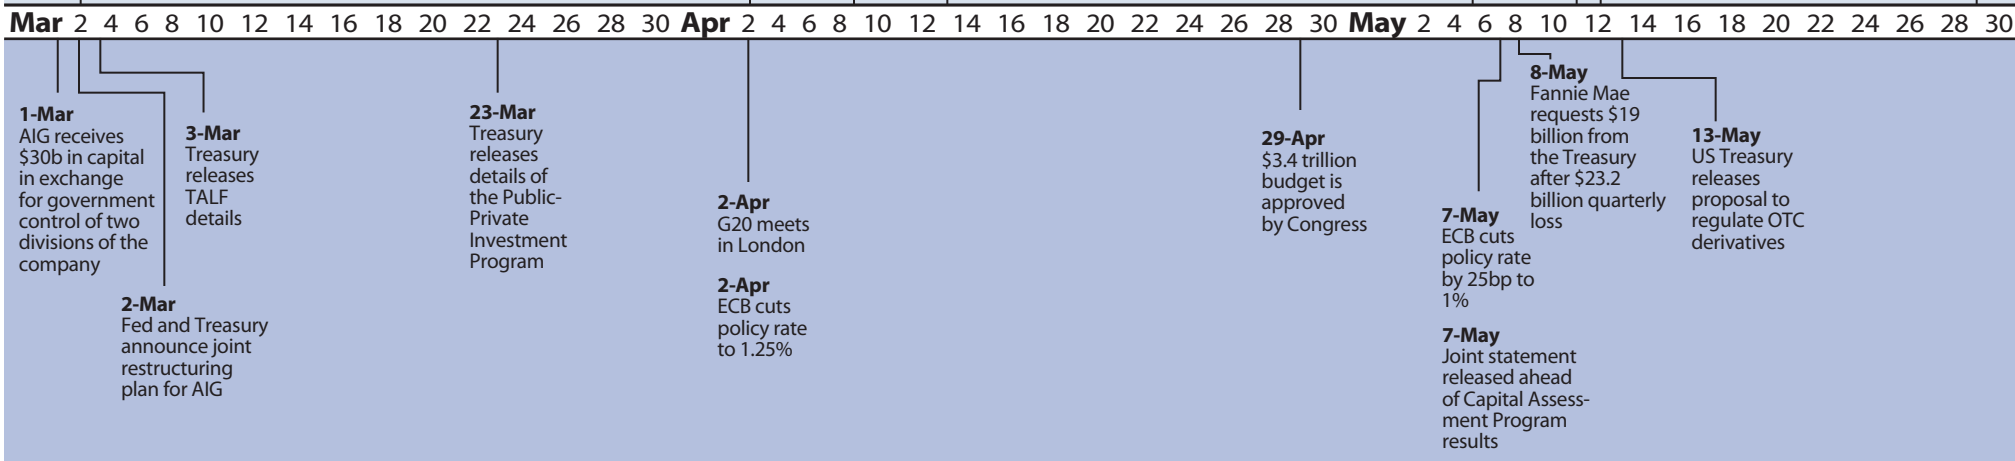 Mar 2 4 6 8 10 12 14 16 18 20 22 24 26 28 30 Apr 2 4 6 8 10 12 14 16 18 20 22 24 26 28 30 May 2 4 6 8 10 12 14 16 18 20 22 24 26 28 30
1-Mar
AIG receives
$30b in capital
in exchange
for government
control of two
divisions of the
company
2-Mar
Fed and Treasury
announce joint
restructuring
plan for AIG
3-Mar
Treasury
releases
TALF
details
23-Mar
Treasury
releases
details of
the Public-
Private
Investment
Program
2-Apr
G20 meets
in London
2-Apr
ECB cuts
policy rate
to 1.25%
29-Apr
$3.4 trillion
budget is
approved
by Congress
7-May
ECB cuts
policy rate
by 25bp to
1%
7-May
Joint statement
released ahead
of Capital Assess-
ment Program
results
8-May
Fannie Mae
requests $19
billion from
the Treasury
after $23.2
billion quarterly
loss
13-May
US Treasury
releases
proposal to
regulate OTC
derivatives